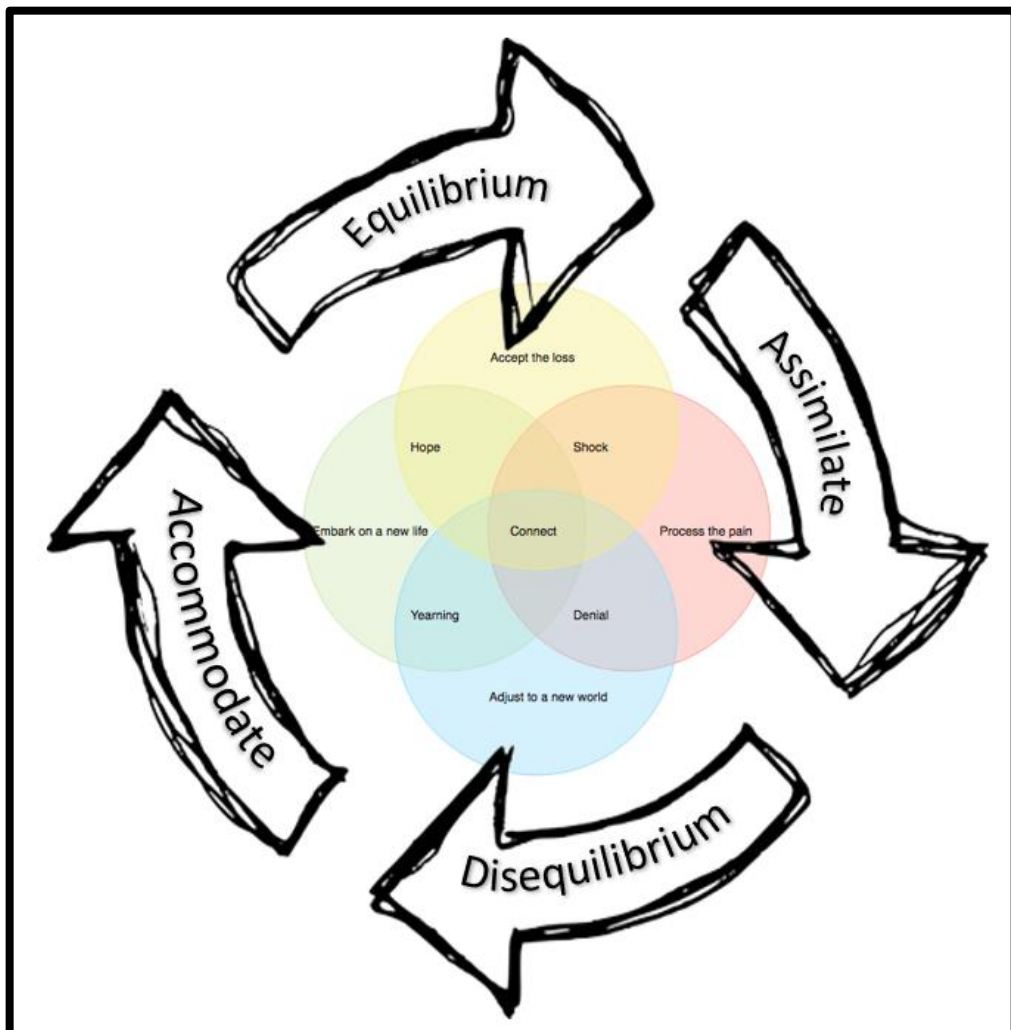 Equilibrium
Assimilate
Accept the loss
Hope
Shock
Embark on a new life
Connect
Process the pain
Yearning
Denial
Adjust to a new world
Accommodate
Disequilibrium